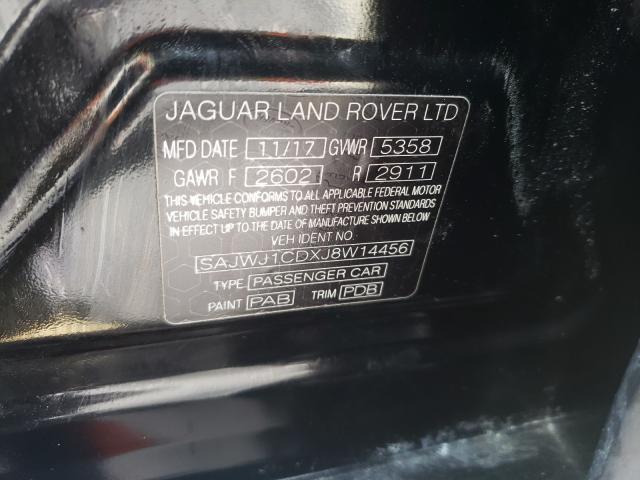 JAGUAR LAND ROVER LTD
MFD DATE 11/17 GVWR 5358
GAWR F 2602 R 2911
THIS VEHICLE CONFORMS TO ALL APPLICABLE FEDERAL MOTOR
VEHICLE SAFETY BUMPER AND THEFT PREVENTION STANDARDS
IN EFFECT ON THE DATE OF MANUFACTURE SHOWN BELOW
VEH IDENT NO
SAJWJ1CDXJ8W14456
TYPE PASSENGER CAR
PAINT PAB TRIM PDB